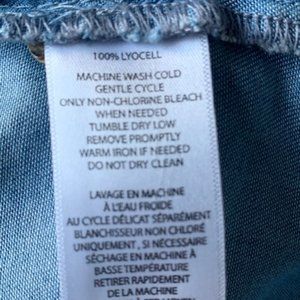 100% LYOCELL
MACHINE WASH COLD
GENTLE CYCLE
ONLY NON-CHLORINE BLEACH
WHEN NEEDED
TUMBLE DRY LOW
REMOVE PROMPTLY
WARM IRON IF NEEDED
DO NOT DRY CLEAN
LAVAGE EN MACHINE
À L'EAU FROIDE
AU CYCLE DÉLICAT SÉPARÉMENT
BLANCHISSEUR NON CHLORÉ
UNIQUEMENT, SI NÉCESSAIRE
SÉCHAGE EN MACHINE À
BASSE TEMPÉRATURE
RETIRER RAPIDEMENT
DE LA MACHINE